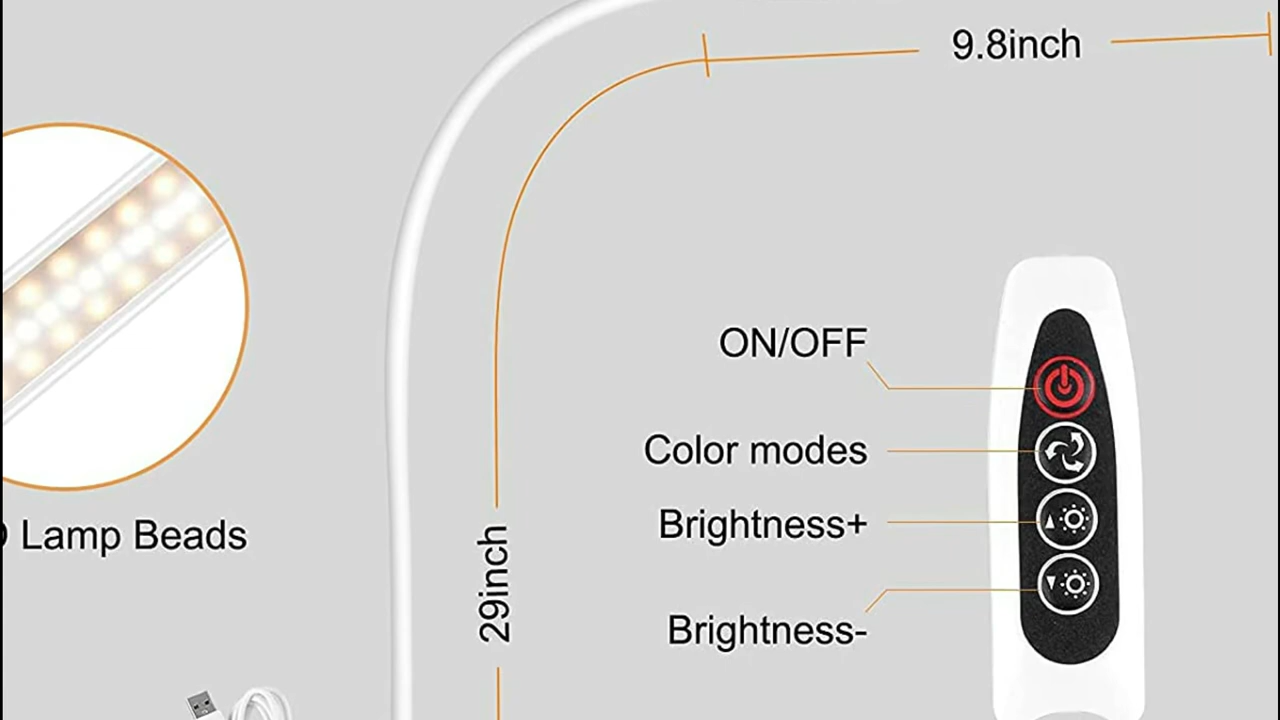 9.8inch
ON/OFF
Color modes
Brightness+
Brightness-
29inch
Lamp Beads